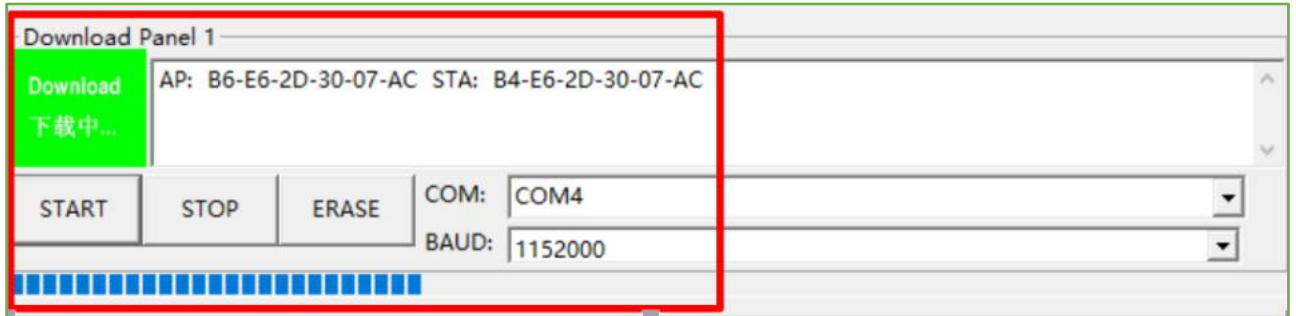 Download Panel 1
Download
下载中...
AP: B6-E6-2D-30-07-AC STA: B4-E6-2D-30-07-AC
START
STOP
ERASE
COM:
COM4
BAUD:
1152000